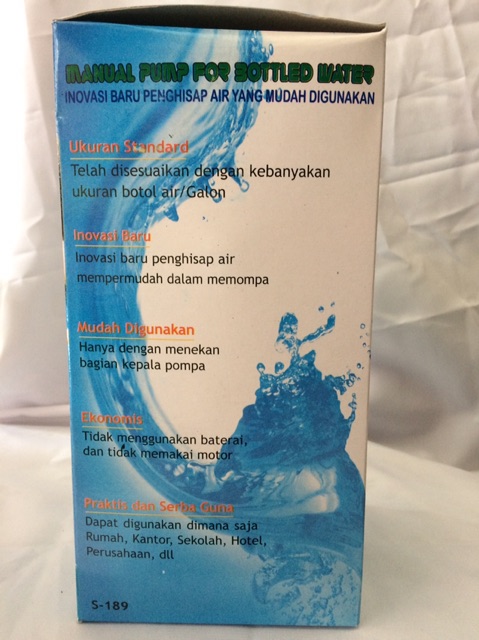 MANUAL PUMP FOR BOTTLED WATER
INOVASI BARU PENGHISAP AIR YANG MUDAH DIGUNAKAN
Ukuran Standard
Telah disesuaikan dengan kebanyakan
ukuran botol air/Galon
Inovasi Baru
Inovasi baru penghisap air
mempermudah dalam memompa
Mudah Digunakan
Hanya dengan menekan
bagian kepala pompa
Ekonomis
Tidak menggunakan baterai,
dan tidak memakai motor
Praktis dan Serba Guna
Dapat digunakan dimana saja
Rumah, Kantor, Sekolah, Hotel,
Perusahaan, dll
S-189